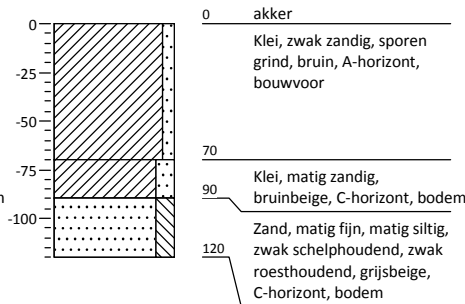 0
-25
-50
-75
-100
0 akker
Klei, zwak zandig, sporen
grind, bruin, A-horizont,
bouwvoor
70
Klei, matig zandig,
bruinbeige, C-horizont, bodem
90
Zand, matig fijn, matig siltig,
zwak schelphoudend, zwak
roesthoudend, grijsbeige,
C-horizont, bodem
120